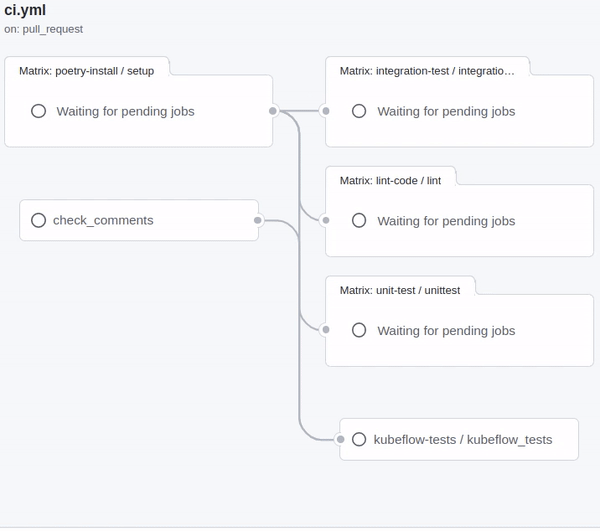 ci.yml
on: pull_request
Matrix: poetry-install / setup
Waiting for pending jobs
check_comments
Matrix: integration-test / integratio…
Waiting for pending jobs
Matrix: lint-code / lint
Waiting for pending jobs
Matrix: unit-test / unittest
Waiting for pending jobs
kubeflow-tests / kubeflow_tests